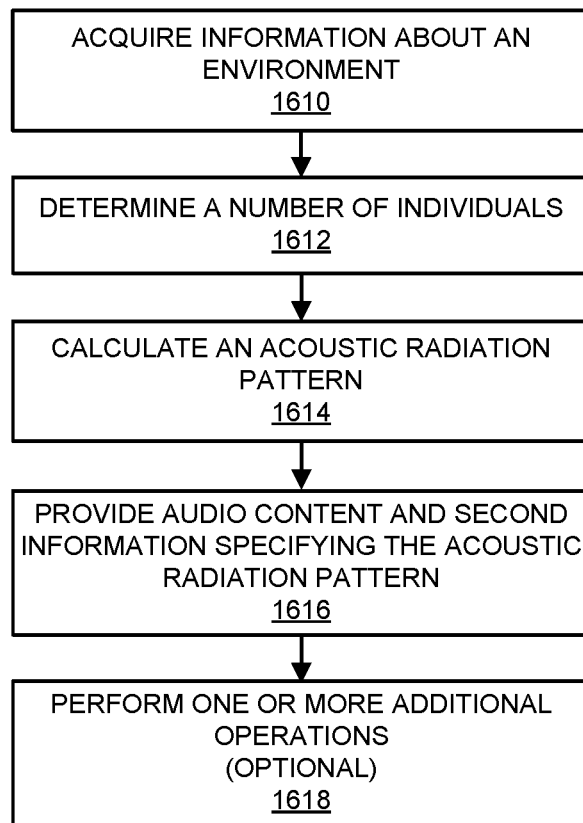 ACQUIRE INFORMATION ABOUT AN
ENVIRONMENT
1610
DETERMINE A NUMBER OF INDIVIDUALS
1612
CALCULATE AN ACOUSTIC RADIATION
PATTERN
1614
PROVIDE AUDIO CONTENT AND SECOND
INFORMATION SPECIFYING THE ACOUSTIC
RADIATION PATTERN
1616
PERFORM ONE OR MORE ADDITIONAL
OPERATIONS
(OPTIONAL)
1618